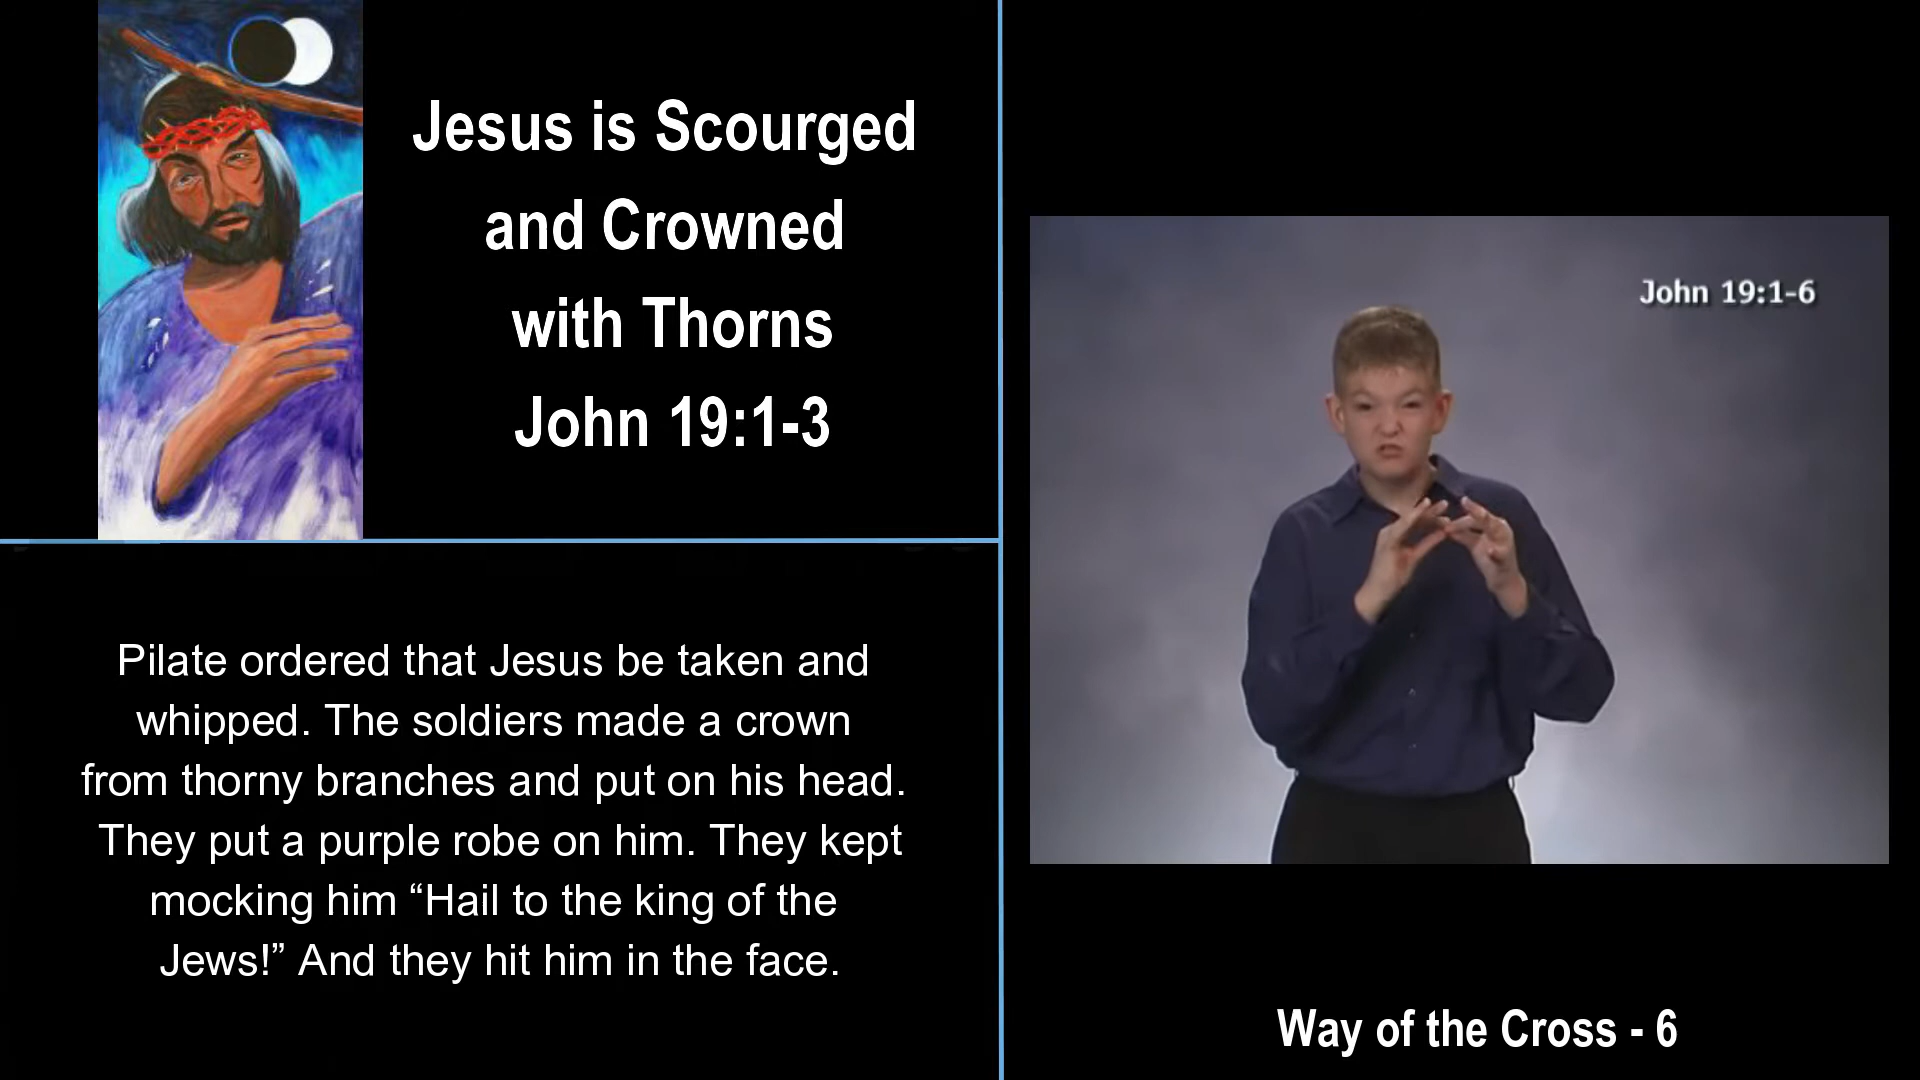 Jesus is Scourged
and Crowned
with Thorns
John 19:1-3
Pilate ordered that Jesus be taken and
whipped. The soldiers made a crown
from thorny branches and put on his head.
They put a purple robe on him. They kept
mocking him “Hail to the king of the
Jews!” And they hit him in the face.
John 19:1-6
Way of the Cross - 6